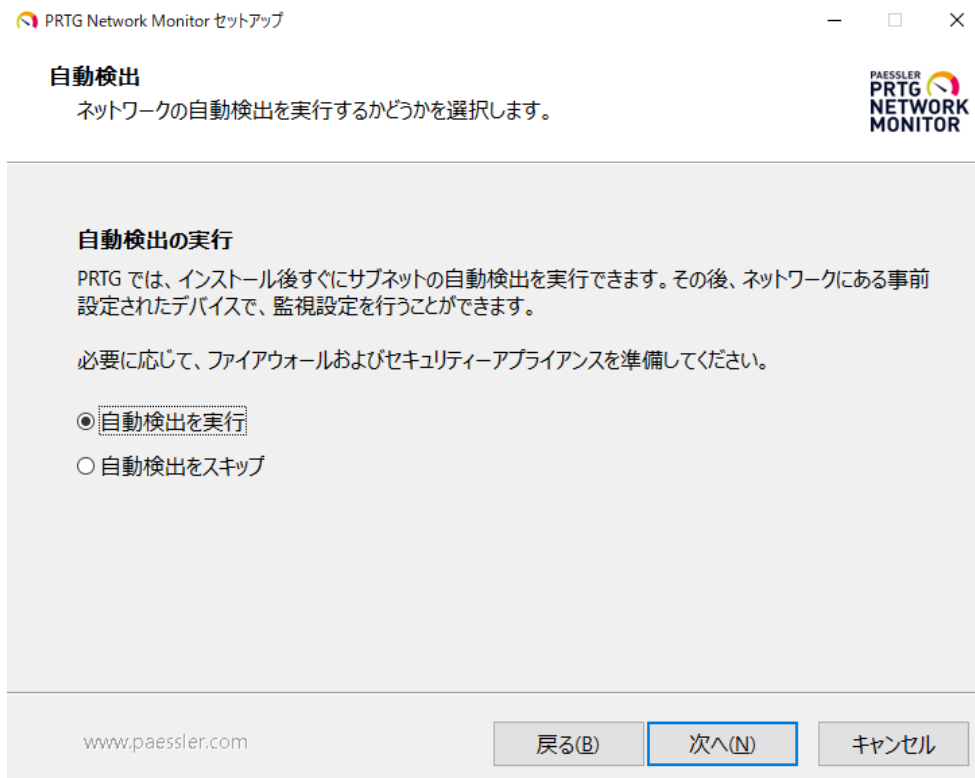 PRTG Network Monitor セットアップ
自動検出
ネットワークの自動検出を実行するかどうかを選択します。
PAESSLER
PRTG
NETWORK
MONITOR
自動検出の実行
PRTG では、インストール後すぐにサブネットの自動検出を実行できます。その後、ネットワークにある事前
設定されたデバイスで、監視設定を行うことができます。
必要に応じて、ファイアウォールおよびセキュリティーアプライアンスを準備してください。
自動検出を実行
自動検出をスキップ
www.paessler.com
戻る(B)
次へ(N)
キャンセル